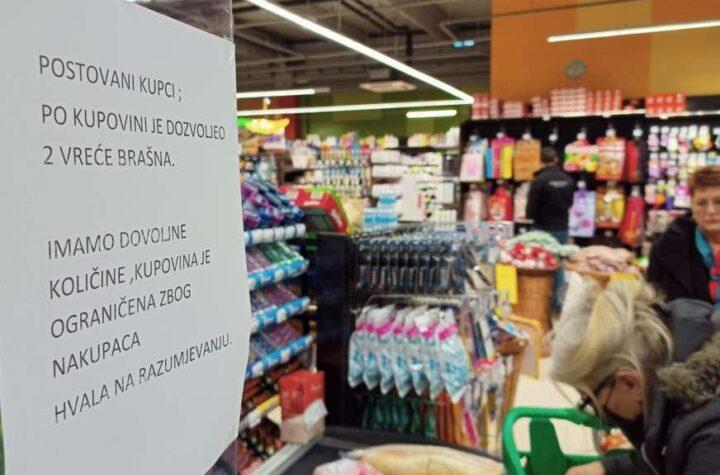 POSTOVANI KUPCI ;
PO KUPOVINI JE DOZVOLJEO
2 VREĆE BRAŠNA.
IMAMO DOVOLJNE
KOLIČINE ,KUPOVINA JE
OGRANIČENA ZBOG
NAKUPACA
HVALA NA RAZUMJEVANJU.